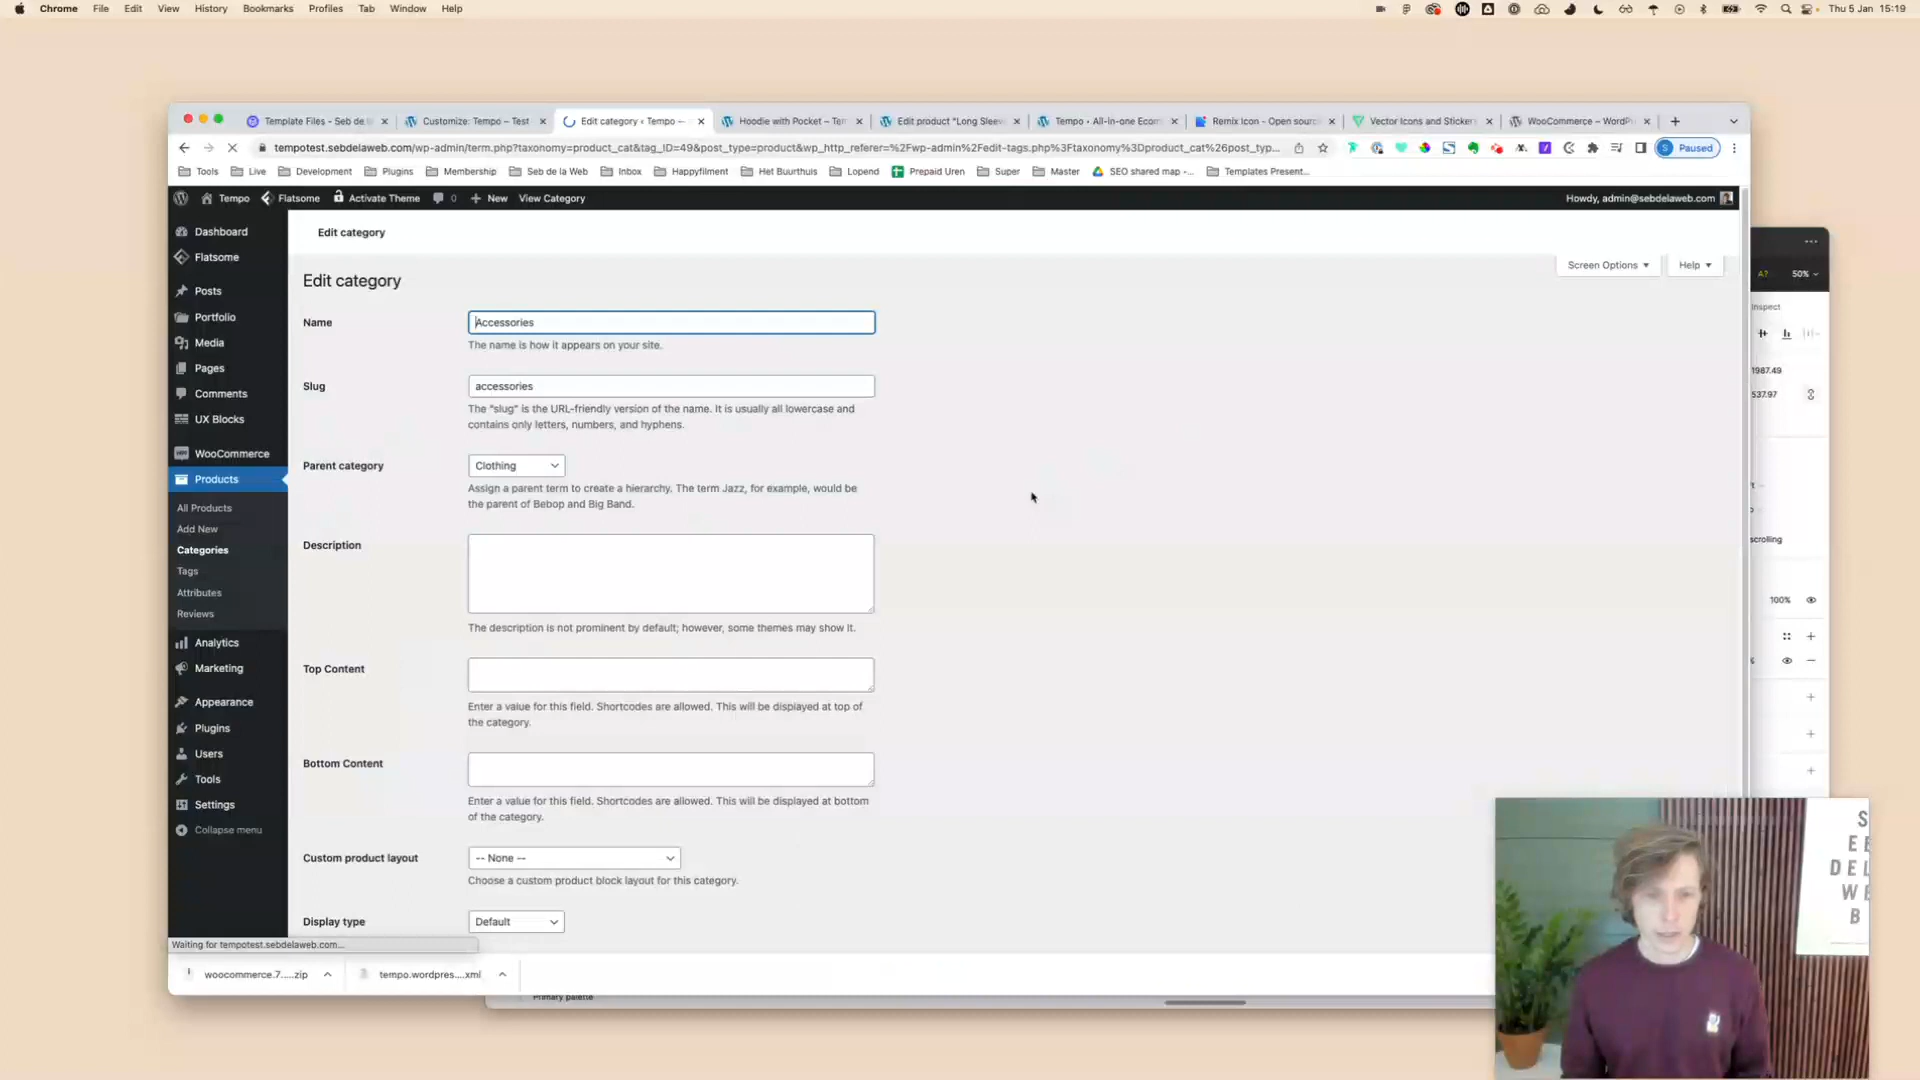 Chrome File Edit View History Bookmarks Profiles Tab Window Help
Thu 5 Jan 15:19
Template Files - Seb de l
Customize: Tempo – Test
Edit category ‹ Tempo —
Hoodie with Pocket – Tem
Edit product "Long Sleev
Tempo › All-in-one Ecom
Remix Icon - Open sourc
Vector Icons and Sticker
WooCommerce – WordPr
tempotest.sebdelaweb.com/wp-admin/term.php?taxonomy=product_cat&tag_ID=49&post_type=product&wp_http_referer=%2Fwp-admin%2Fedit-tags.php%3Ftaxonomy%3Dproduct_cat%26post_typ...
S Paused
Tools Live Development Plugins Membership Seb de la Web Inbox Happyfilment Het Buurthuis Lopend Prepaid Uren Super Master SEO shared map -... Templates Present...
Tempo Flatsome Activate Theme 0 New View Category
Howdy, admin@sebdelaweb.com
Dashboard
Flatsome
Posts
Portfolio
Media
Pages
Comments
UX Blocks
WooCommerce
Products
All Products
Add New
Categories
Tags
Attributes
Reviews
Analytics
Marketing
Appearance
Plugins
Users
Tools
Settings
Collapse menu
Edit category
Screen Options
Help
Edit category
Name
Accessories
The name is how it appears on your site.
Slug
accessories
The “slug” is the URL-friendly version of the name. It is usually all lowercase and
contains only letters, numbers, and hyphens.
Parent category
Clothing
Assign a parent term to create a hierarchy. The term Jazz, for example, would be
the parent of Bebop and Big Band.
Description
The description is not prominent by default; however, some themes may show it.
Top Content
Enter a value for this field. Shortcodes are allowed. This will be displayed at top of
the category.
Bottom Content
Enter a value for this field. Shortcodes are allowed. This will be displayed at bottom
of the category.
Custom product layout
-- None --
Choose a custom product block layout for this category.
Display type
Default
Waiting for tempotest.sebdelaweb.com...
woocommerce.7.....zip
tempo.wordpres....xml
Primary palette
A?
50%
Inspect
1987.49
537.97
scrolling
100%
S
EE
DEL
WE
B